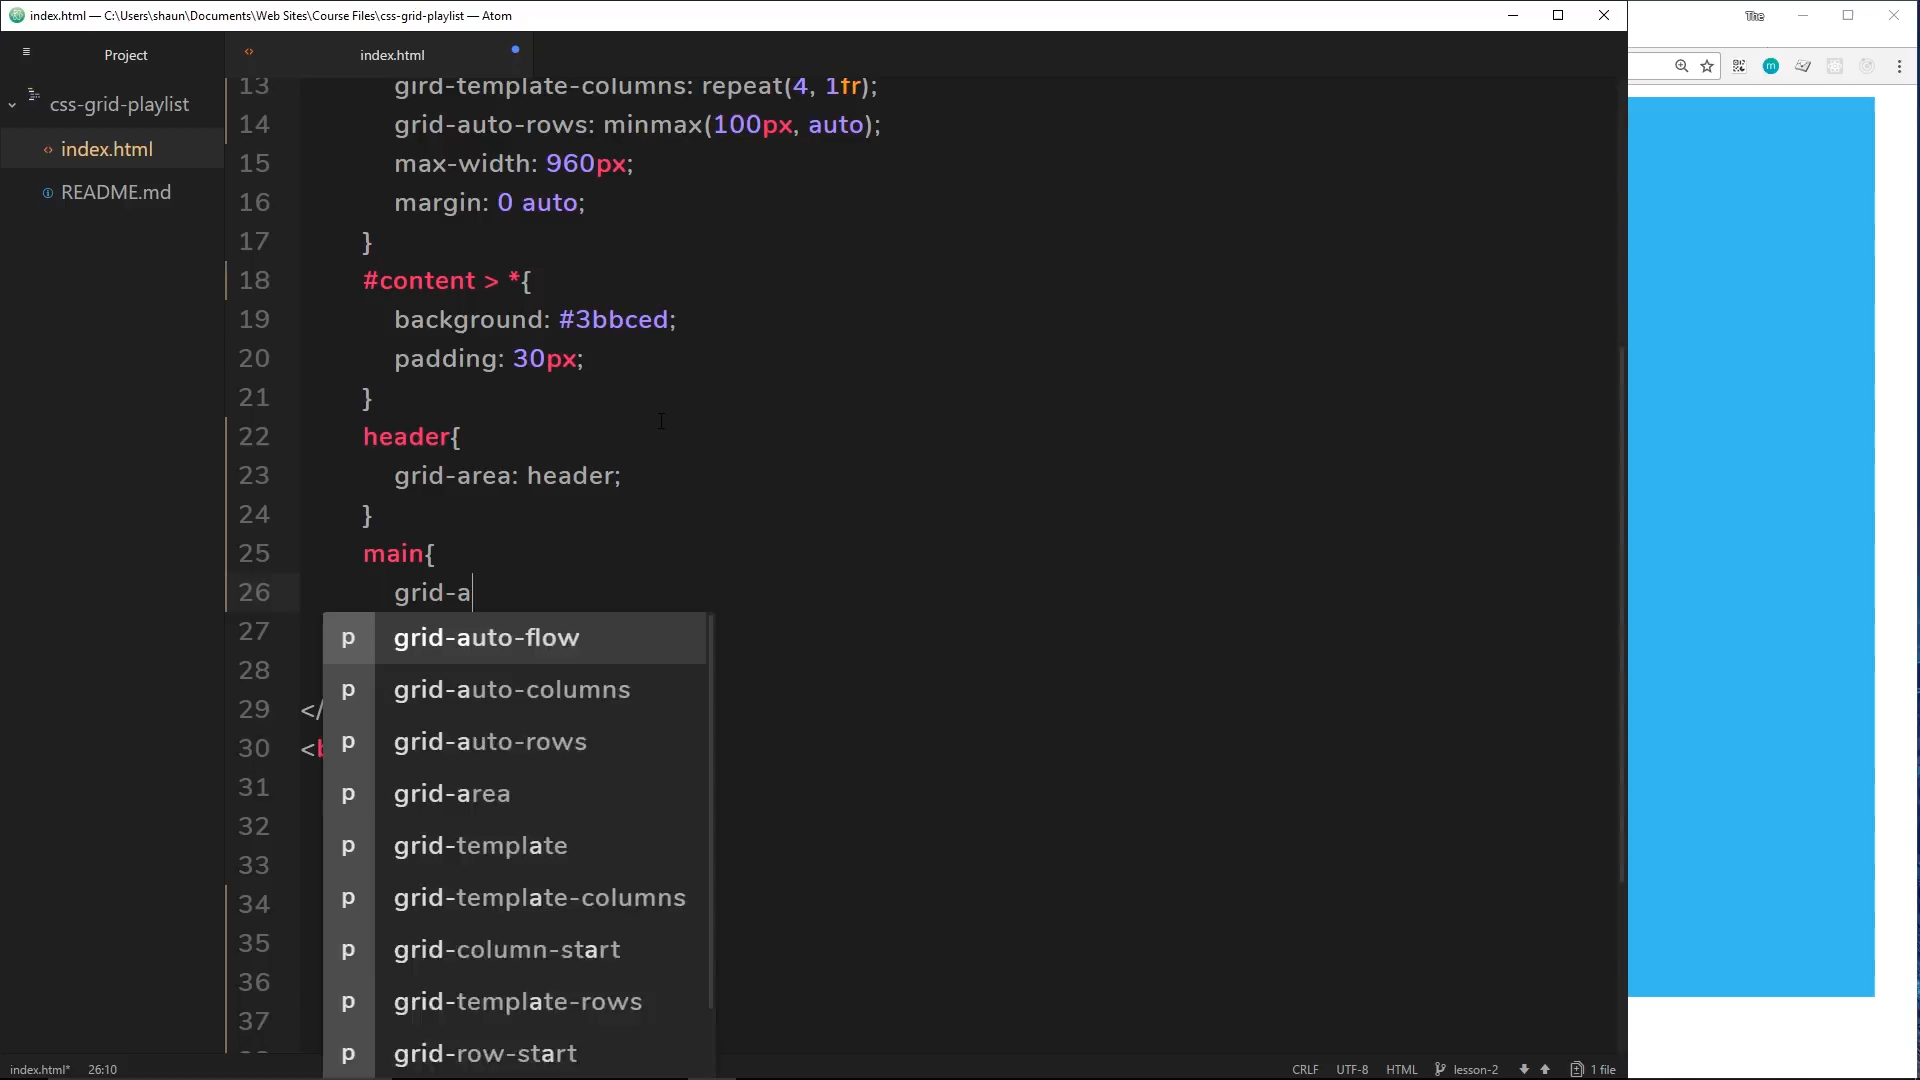 index.html — C:\Users\shaun\Documents\Web Sites\Course Files\css-grid-playlist — Atom
The
Project
index.html
css-grid-playlist
index.html
README.md
13 gird-template-columns: repeat(4, 1fr);
14 grid-auto-rows: minmax(100px, auto);
15 max-width: 960px;
16 margin: 0 auto;
17 }
18 #content > *{
19 background: #3bbced;
20 padding: 30px;
21 }
22 header{
23 grid-area: header;
24 }
25 main{
26 grid-a
27
28
29 </
30 <b
31
32
33
34
35
36
37
p grid-auto-flow
p grid-auto-columns
p grid-auto-rows
p grid-area
p grid-template
p grid-template-columns
p grid-column-start
p grid-template-rows
p grid-row-start
index.html* 26:10
CRLF UTF-8 HTML lesson-2 1 file